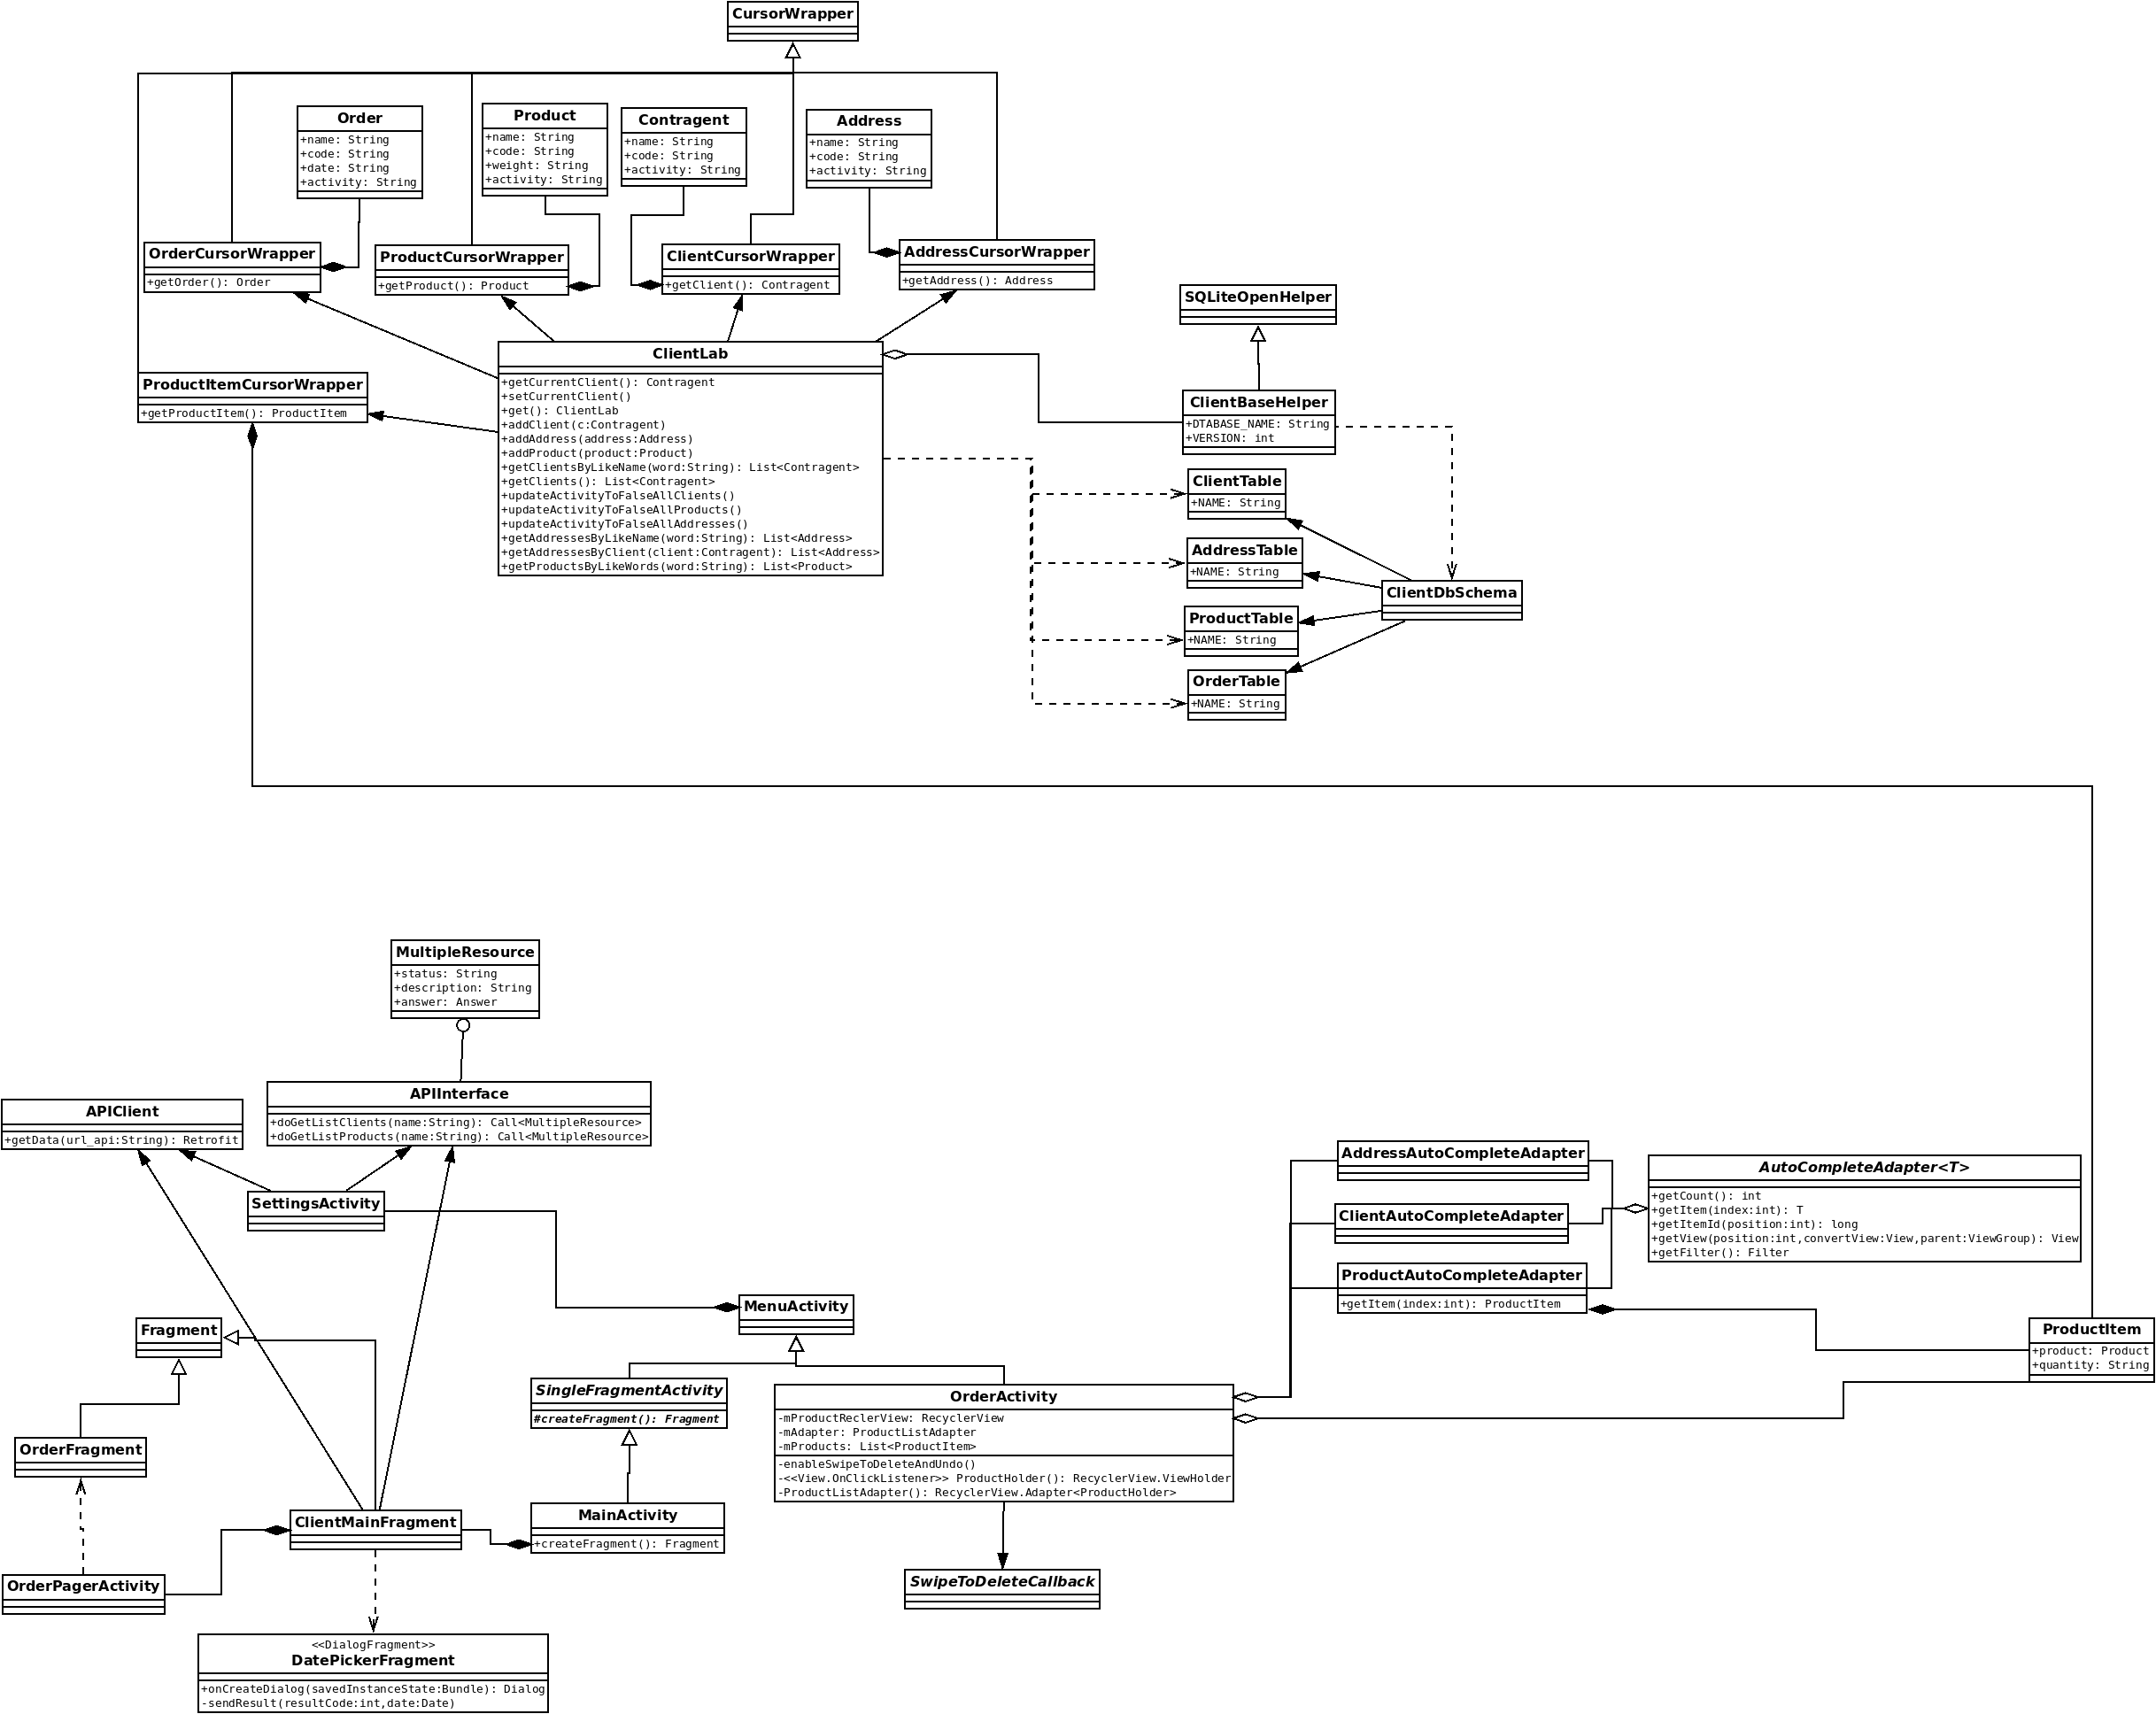 CursorWrapper
Order
+name: String
+code: String
+date: String
+activity: String
Product
+name: String
+code: String
+weight: String
+activity: String
Contragent
+name: String
+code: String
+activity: String
Address
+name: String
+code: String
+activity: String
OrderCursorWrapper
+getOrder(): Order
ProductCursorWrapper
+getProduct(): Product
ClientCursorWrapper
+getClient(): Contragent
AddressCursorWrapper
+getAddress(): Address
SQLiteOpenHelper
ProductItemCursorWrapper
+getProductItem(): ProductItem
ClientLab
+getCurrentClient(): Contragent
+setCurrentClient()
+get(): ClientLab
+addClient(c:Contragent)
+addAddress(address:Address)
+addProduct(product:Product)
+getClientsByLikeName(word:String): List<Contragent>
+getClients(): List<Contragent>
+updateActivityToFalseAllClients()
+updateActivityToFalseAllProducts()
+updateActivityToFalseAllAddresses()
+getAddressesByLikeName(word:String): List<Address>
+getAddressesByClient(client:Contragent): List<Address>
+getProductsByLikeWords(word:String): List<Product>
ClientBaseHelper
+DTABASE_NAME: String
+VERSION: int
ClientTable
+NAME: String
AddressTable
+NAME: String
ProductTable
+NAME: String
OrderTable
+NAME: String
ClientDbSchema
MultipleResource
+status: String
+description: String
+answer: Answer
APIClient
+getData(url_api:String): Retrofit
APIInterface
+doGetListClients(name:String): Call<MultipleResource>
+doGetListProducts(name:String): Call<MultipleResource>
SettingsActivity
AddressAutoCompleteAdapter
ClientAutoCompleteAdapter
ProductAutoCompleteAdapter
+getItem(index:int): ProductItem
AutoCompleteAdapter<T>
+getCount(): int
+getItem(index:int): T
+getItemId(position:int): long
+getView(position:int,convertView:View,parent:ViewGroup): View
+getFilter(): Filter
MenuActivity
Fragment
ProductItem
+product: Product
+quantity: String
SingleFragmentActivity
#createFragment(): Fragment
OrderActivity
-mProductReclerView: RecyclerView
-mAdapter: ProductListAdapter
-mProducts: List<ProductItem>
-enableSwipeToDeleteAndUndo()
-<<View.OnClickListener>> ProductHolder(): RecyclerView.ViewHolder
-ProductListAdapter(): RecyclerView.Adapter<ProductHolder>
OrderFragment
ClientMainFragment
MainActivity
+createFragment(): Fragment
OrderPagerActivity
SwipeToDeleteCallback
<<DialogFragment>>
DatePickerFragment
+onCreateDialog(savedInstanceState:Bundle): Dialog
-sendResult(resultCode:int,date:Date)